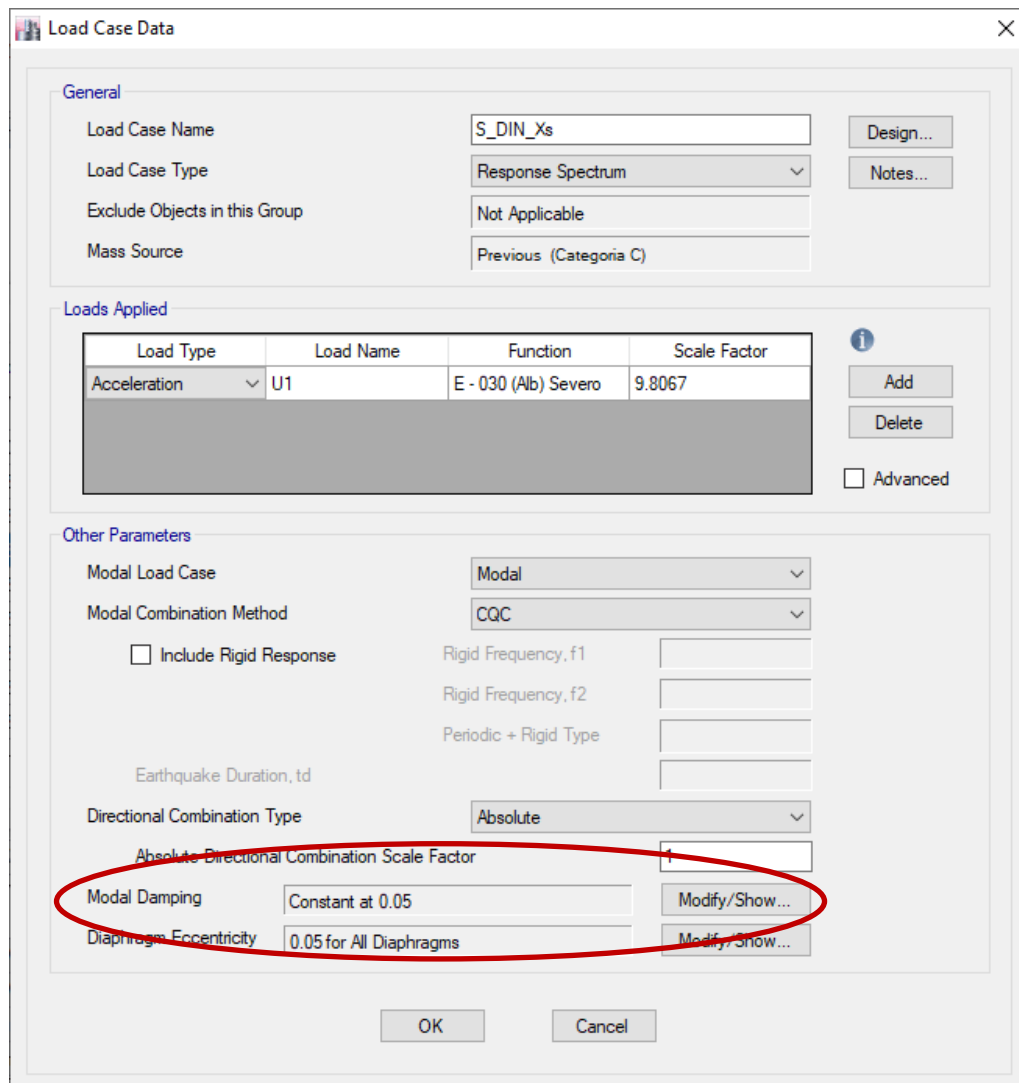 Load Case Data
General
Load Case Name S_DIN_Xs Design...
Load Case Type Response Spectrum Notes...
Exclude Objects in this Group Not Applicable
Mass Source Previous (Categoria C)
Loads Applied
Load Type Load Name Function Scale Factor
Acceleration U1 E - 030 (Alb) Severo 9.8067
Add
Delete
Advanced
Other Parameters
Modal Load Case Modal
Modal Combination Method CQC
Include Rigid Response Rigid Frequency, f1
Rigid Frequency, f2
Periodic + Rigid Type
Earthquake Duration, td
Directional Combination Type Absolute
Absolute Directional Combination Scale Factor 1
Modal Damping Constant at 0.05 Modify/Show...
Diaphragm Eccentricity 0.05 for All Diaphragms Modify/Show...
OK Cancel